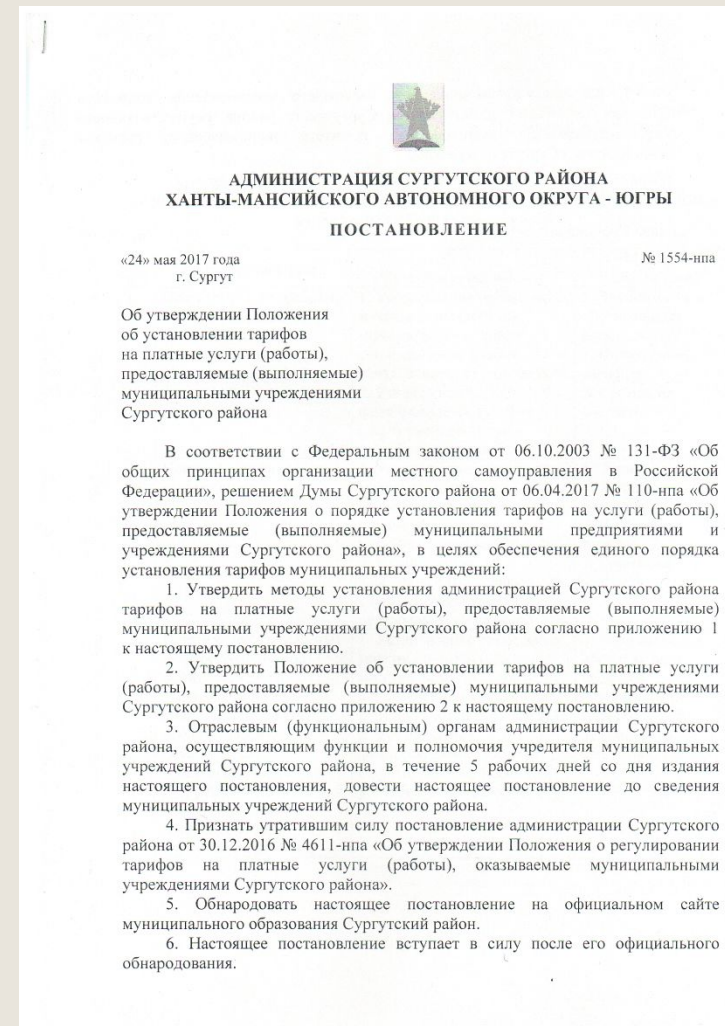 АДМИНИСТРАЦИЯ СУРГУТСКОГО РАЙОНА
ХАНТЫ-МАНСИЙСКОГО АВТОНОМНОГО ОКРУГА - ЮГРЫ
ПОСТАНОВЛЕНИЕ
«24» мая 2017 года № 1554-нпа
г. Сургут
Об утверждении Положения
об установлении тарифов
на платные услуги (работы),
предоставляемые (выполняемые)
муниципальными учреждениями
Сургутского района
В соответствии с Федеральным законом от 06.10.2003 № 131-ФЗ «Об
общих принципах организации местного самоуправления в Российской
Федерации», решением Думы Сургутского района от 06.04.2017 № 110-нпа «Об
утверждении Положения о порядке установления тарифов на услуги (работы),
предоставляемые (выполняемые) муниципальными предприятиями и
учреждениями Сургутского района», в целях обеспечения единого порядка
установления тарифов муниципальных учреждений:
1. Утвердить методы установления администрацией Сургутского района
тарифов на платные услуги (работы), предоставляемые (выполняемые)
муниципальными учреждениями Сургутского района согласно приложению 1
к настоящему постановлению.
2. Утвердить Положение об установлении тарифов на платные услуги
(работы), предоставляемые (выполняемые) муниципальными учреждениями
Сургутского района согласно приложению 2 к настоящему постановлению.
3. Отраслевым (функциональным) органам администрации Сургутского
района, осуществляющим функции и полномочия учредителя муниципальных
учреждений Сургутского района, в течение 5 рабочих дней со дня издания
настоящего постановления, довести настоящее постановление до сведения
муниципальных учреждений Сургутского района.
4. Признать утратившим силу постановление администрации Сургутского
района от 30.12.2016 № 4611-нпа «Об утверждении Положения о регулировании
тарифов на платные услуги (работы), оказываемые муниципальными
учреждениями Сургутского района».
5. Обнародовать настоящее постановление на официальном сайте
муниципального образования Сургутский район.
6. Настоящее постановление вступает в силу после его официального
обнародования.